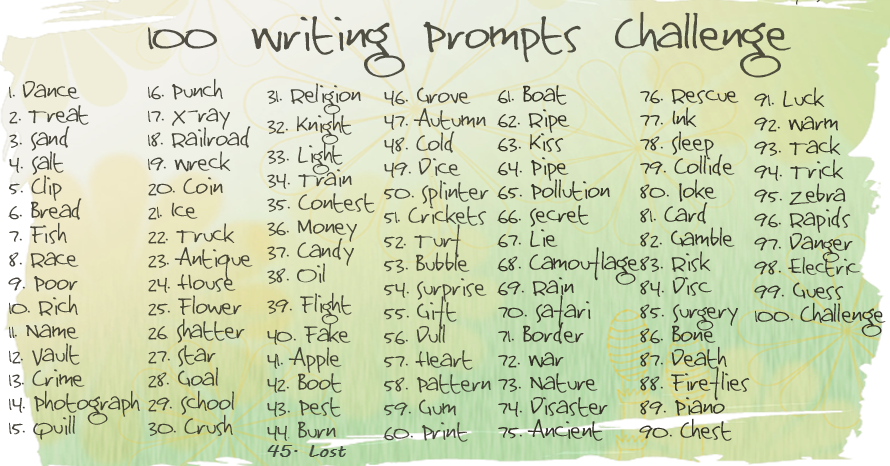 100 Writing Prompts Challenge
1. Dance
2. Treat
3. Sand
4. Salt
5. Clip
6. Bread
7. Fish
8. Race
9. Poor
10. Rich
11. Name
12. Vault
13. Crime
14. Photograph
15. Quill
16. Punch
17. X-ray
18. Railroad
19. Wreck
20. Coin
21. Ice
22. Truck
23. Antique
24. House
25. Flower
26 Shatter
27. Star
28. Goal
29. School
30. Crush
31. Religion
32. Knight
33. Light
34. Train
35. Contest
36. Money
37. Candy
38. Oil
39. Flight
40. Fake
41. Apple
42. Boot
43. Pest
44 Burn
45. Lost
46. Grove
47. Autumn
48. Cold
49. Dice
50. Splinter
51. Crickets
52. Turf
53. Bubble
54. Surprise
55. Gift
56. Dull
57. Heart
58. Pattern
59. Gum
60. Print
61. Boat
62. Ripe
63. Kiss
64. Pipe
65. Pollution
66. Secret
67. Lie
68. Camouflage
69. Rain
70. Safari
71. Border
72. War
73. Nature
74. Disaster
75. Ancient
76. Rescue
77. Ink
78. Sleep
79. Collide
80. Joke
81. Card
82. Gamble
83. Risk
84. Disc
85. Surgery
86. Bone
87. Death
88. Fireflies
89. Piano
90. Chest
91. Luck
92. Warm
93. Tack
94. Trick
95. Zebra
96. Rapids
97. Danger
98. Electric
99. Guess
100. Challenge